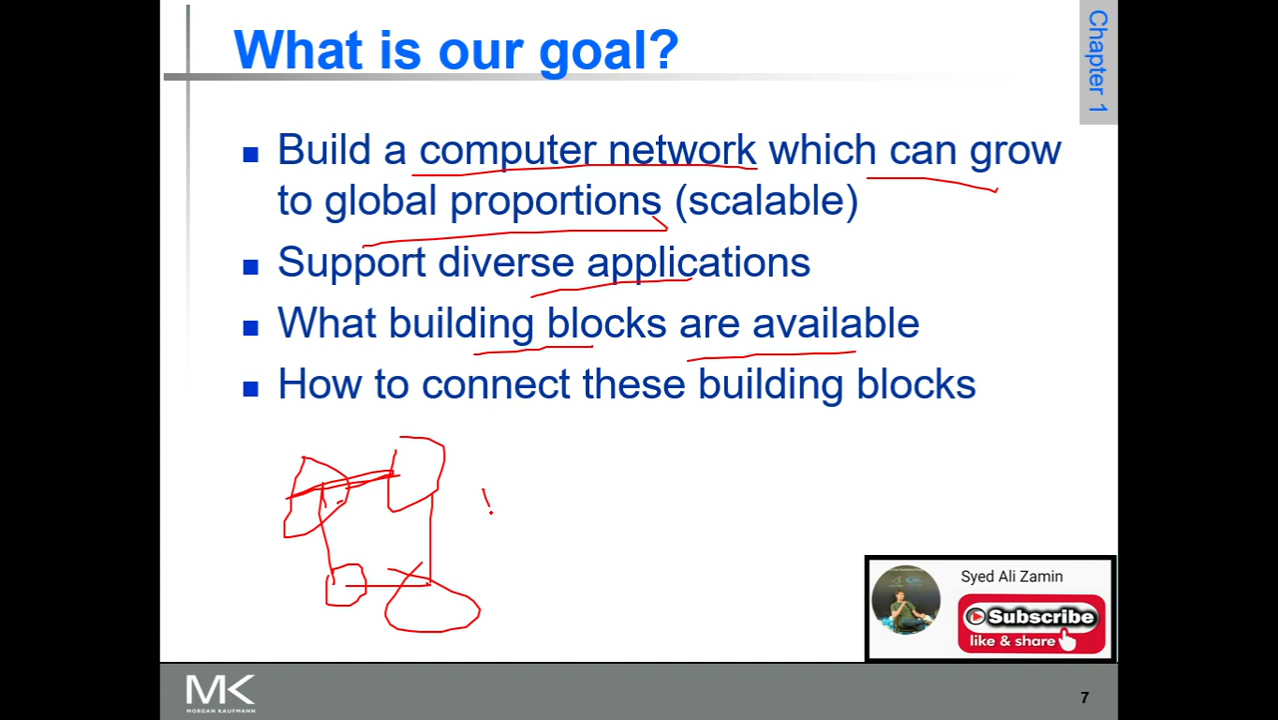 What is our goal?
Chapter 1
Build a computer network which can grow
to global proportions (scalable)
Support diverse applications
What building blocks are available
How to connect these building blocks
Syed Ali Zamin
Subscribe
like & share
MK
MORGAN KAUFMANN
7